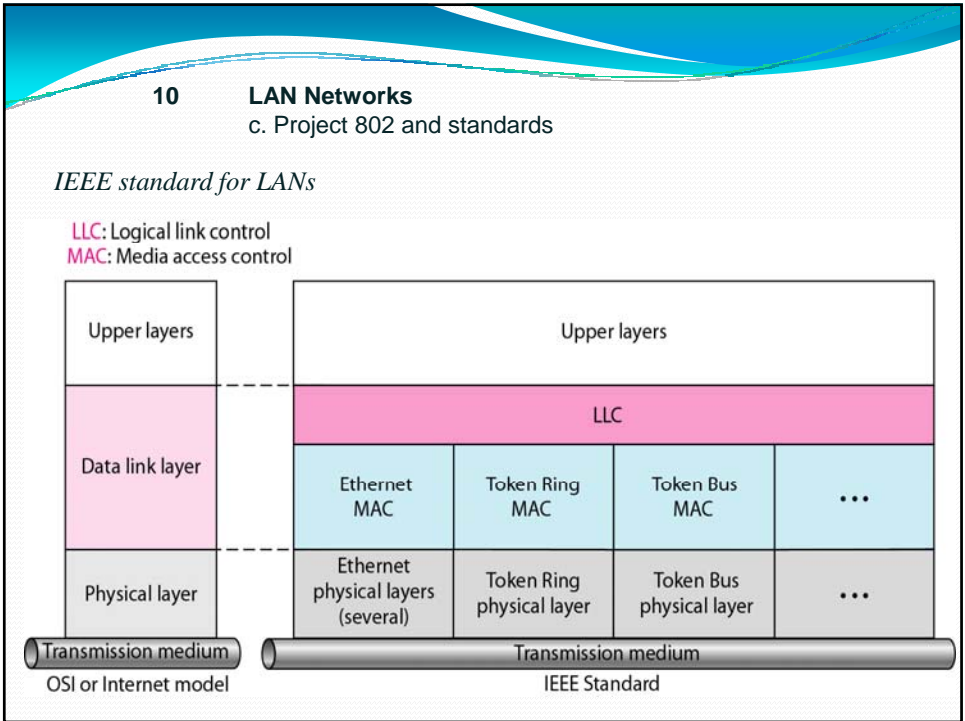 10 LAN Networks
c. Project 802 and standards
IEEE standard for LANs
LLC: Logical link control
MAC: Media access control
Upper layers
Data link layer
Physical layer
Transmission medium
OSI or Internet model
Upper layers
LLC
Ethernet
MAC
Token Ring
MAC
Token Bus
MAC
...
Ethernet
physical layers
(several)
Token Ring
physical layer
Token Bus
physical layer
...
Transmission medium
IEEE Standard